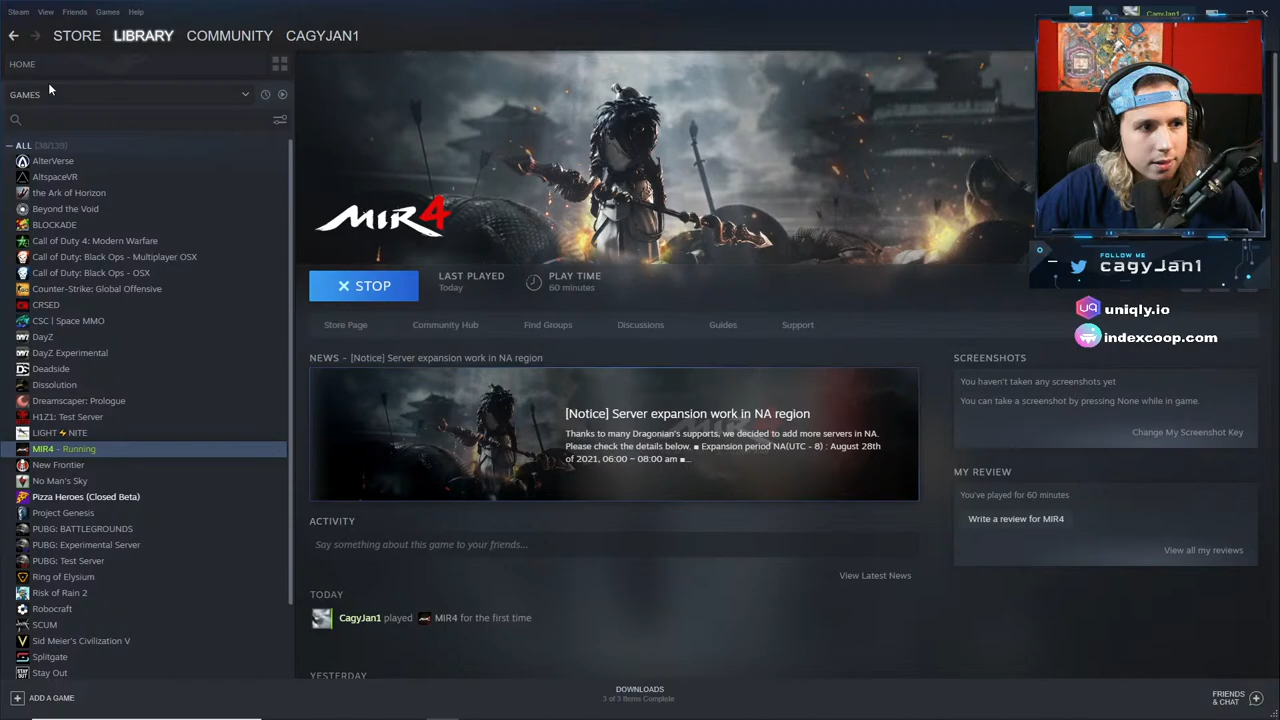 Steam View Friends Games Help
CagyJan1
STORE LIBRARY COMMUNITY CAGYJAN1
HOME
GAMES
ALL (38/139)
AlterVerse
AltspaceVR
the Ark of Horizon
Beyond the Void
BLOCKADE
Call of Duty 4: Modern Warfare
Call of Duty: Black Ops - Multiplayer OSX
Call of Duty: Black Ops - OSX
Counter-Strike: Global Offensive
CRSED
CSC | Space MMO
DayZ
DayZ Experimental
Deadside
Dissolution
Dreamscaper: Prologue
H1Z1: Test Server
LIGHT⚡NITE
MIR4 - Running
New Frontier
No Man's Sky
Pizza Heroes (Closed Beta)
Project Genesis
PUBG: BATTLEGROUNDS
PUBG: Experimental Server
PUBG: Test Server
Ring of Elysium
Risk of Rain 2
Robocraft
SCUM
Sid Meier's Civilization V
Splitgate
Stay Out
ADD A GAME
MIR4
STOP
LAST PLAYED
Today
PLAY TIME
60 minutes
Store Page Community Hub Find Groups Discussions Guides Support
NEWS - [Notice] Server expansion work in NA region
[Notice] Server expansion work in NA region
Thanks to many Dragonian's supports, we decided to add more servers in NA.
Please check the details below. ■ Expansion period NA(UTC - 8) : August 28th
of 2021, 06:00 ~ 08:00 am ■...
ACTIVITY
Say something about this game to your friends...
View Latest News
TODAY
CagyJan1 played MIR4 for the first time
YESTERDAY
SCREENSHOTS
You haven't taken any screenshots yet
You can take a screenshot by pressing None while in game.
Change My Screenshot Key
MY REVIEW
You've played for 60 minutes
Write a review for MIR4
View all my reviews
FOLLOW ME
cagyJan1
uniqly.io
indexcoop.com
DOWNLOADS
3 of 3 Items Complete
FRIENDS
& CHAT